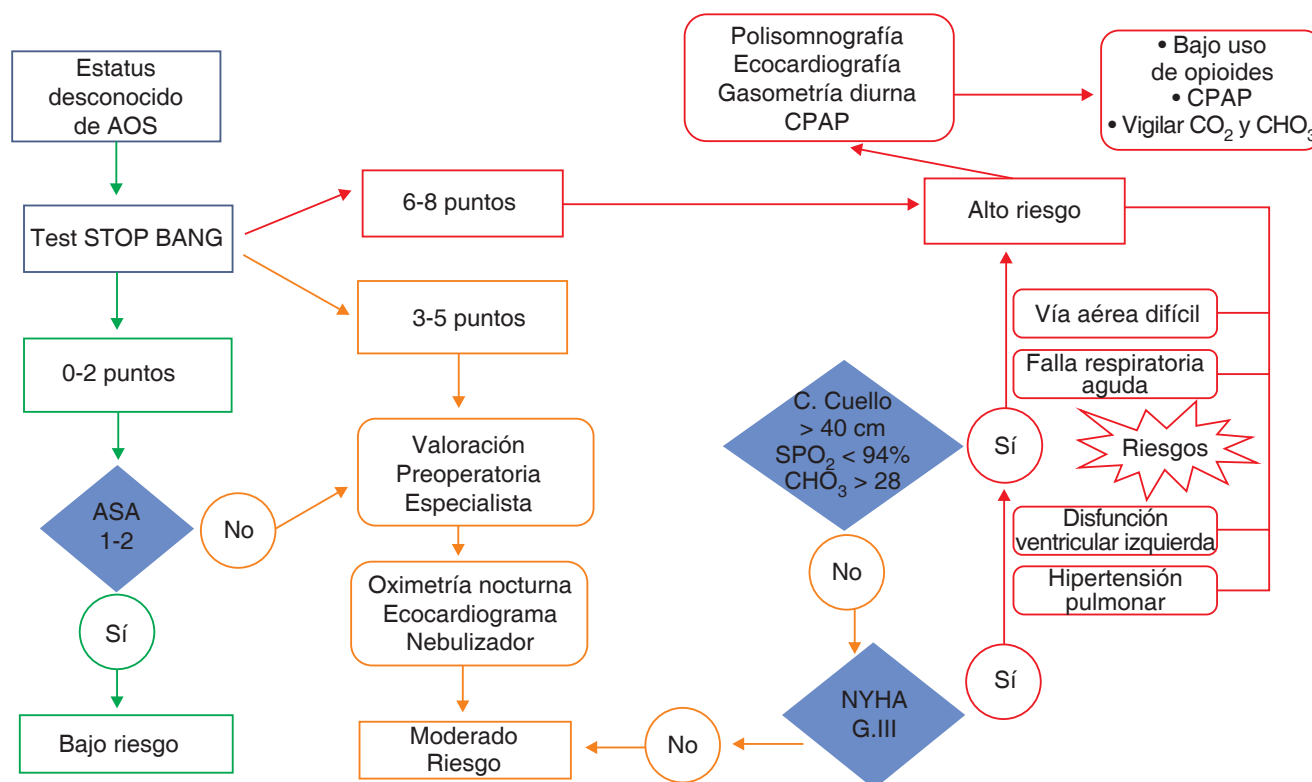 Estatus
desconocido
de AOS
Test STOP BANG
0-2 puntos
ASA
1-2
Sí
Bajo riesgo
No
6-8 puntos
3-5 puntos
Valoración
Preoperatoria
Especialista
Oximetría nocturna
Ecocardiograma
Nebulizador
Moderado
Riesgo
No
Polisomnografía
Ecocardiografía
Gasometría diurna
CPAP
• Bajo uso
de opioides
• CPAP
• Vigilar CO₂ y CHO₃
Alto riesgo
C. Cuello
> 40 cm
SPO₂ < 94%
CHO₃ > 28
Sí
No
NYHA
G.III
Sí
Vía aérea difícil
Falla respiratoria
aguda
Riesgos
Disfunción
ventricular izquierda
Hipertensión
pulmonar